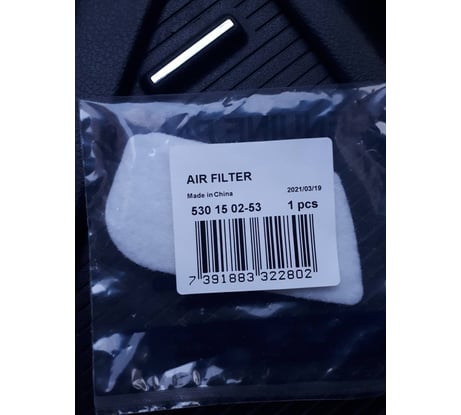 AIR FILTER
Made in China 2021/03/19
530 15 02-53 1 pcs
7 391883 322802